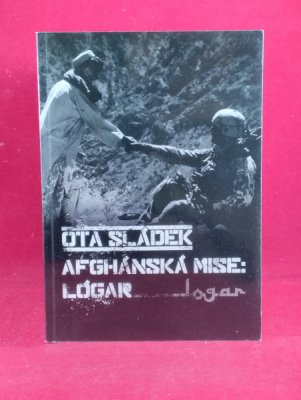 OTA SLÁDEK
AFGHÁNSKÁ MISE:
LÓGAR logar